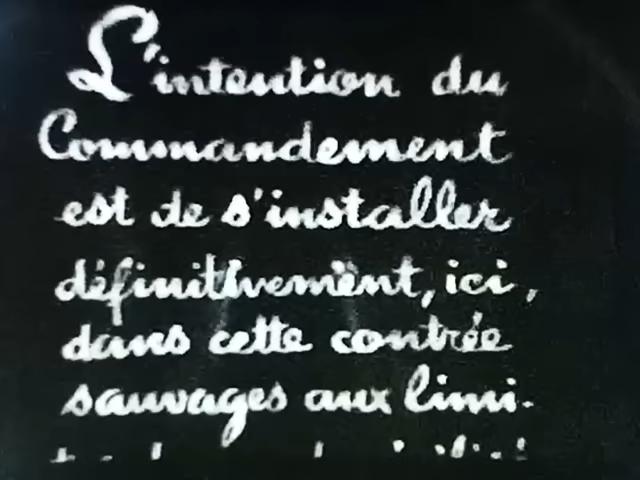 L'intention du
Commandement
est de s'installer
définitivement, ici,
dans cette contrée
sauvages aux limi-